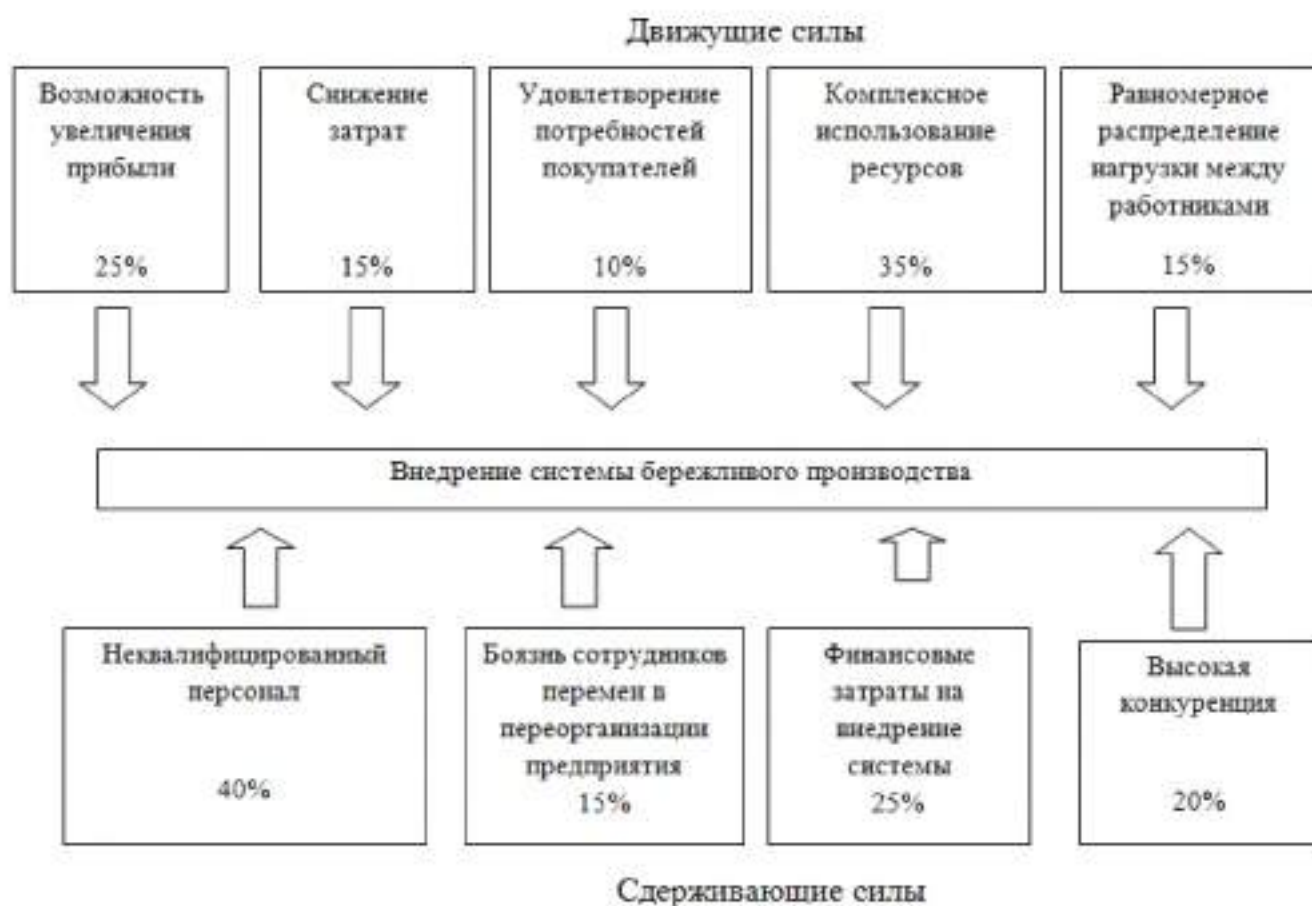 Движущие силы
Возможность
увеличения
прибыли
25%
Снижение
затрат
15%
Удовлетворение
потребностей
покупателей
10%
Комплексное
использование
ресурсов
35%
Равномерное
распределение
нагрузки между
работниками
15%
Внедрение системы бережливого производства
Неквалифицированный
персонал
40%
Боязнь сотрудников
перемен в
переорганизации
предприятия
15%
Финансовые
затраты на
внедрение
системы
25%
Высокая
конкуренция
20%
Сдерживающие силы